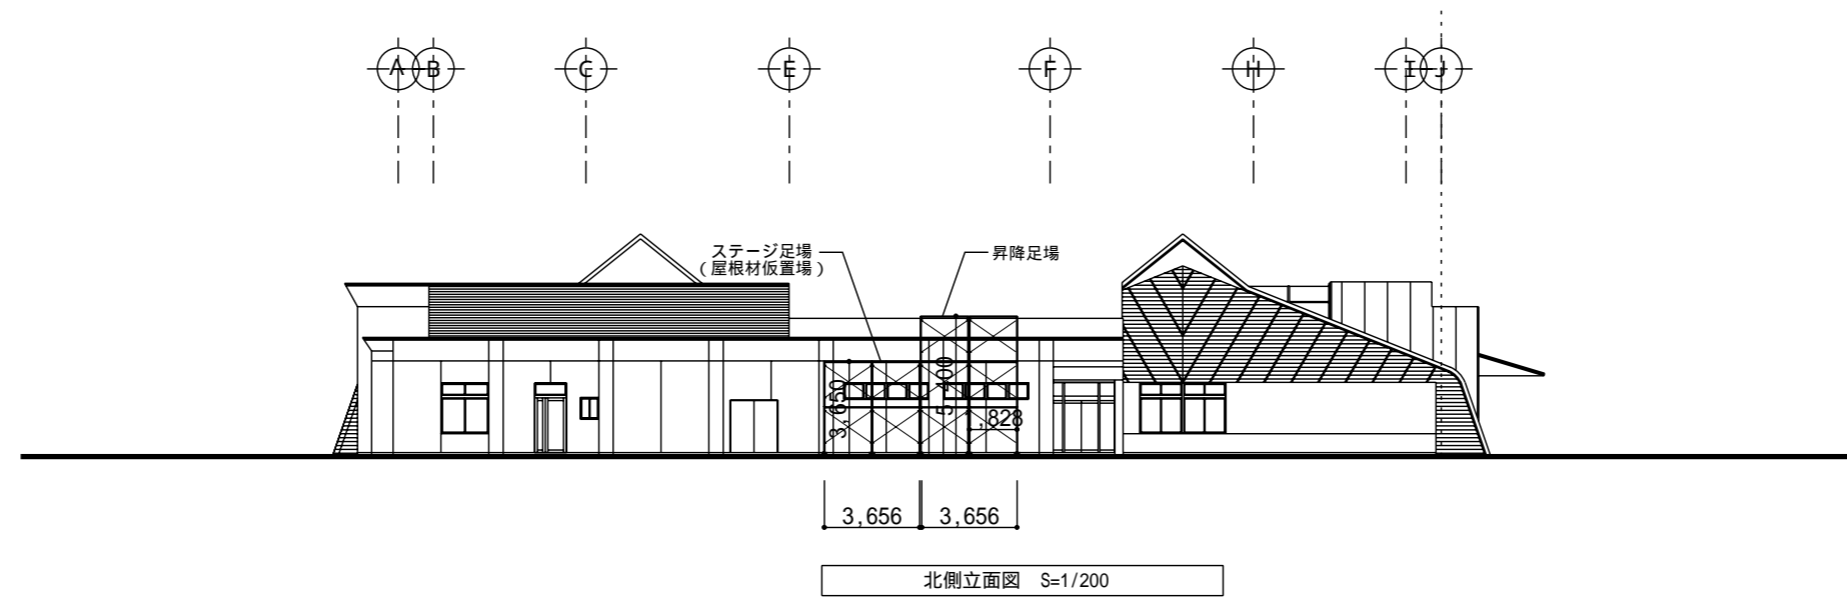 A B C E F H I J
ステージ足場
(屋根材仮置場)
昇降足場
3,650
5,400
,828
3,656 3,656
北側立面図 S=1/200